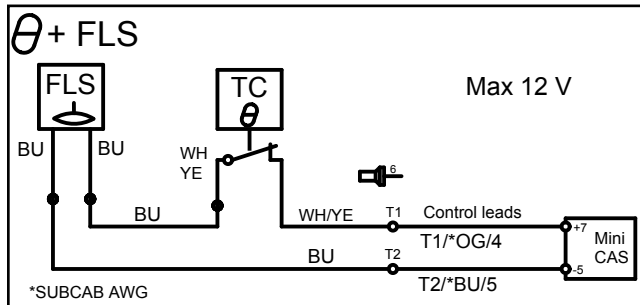 + FLS
FLS
TC
Max 12 V
BU
BU
WH
YE
6
BU
WH/YE
T1
Control leads
+7
T1/*OG/4
Mini
CAS
BU
T2
-5
T2/*BU/5
*SUBCAB AWG